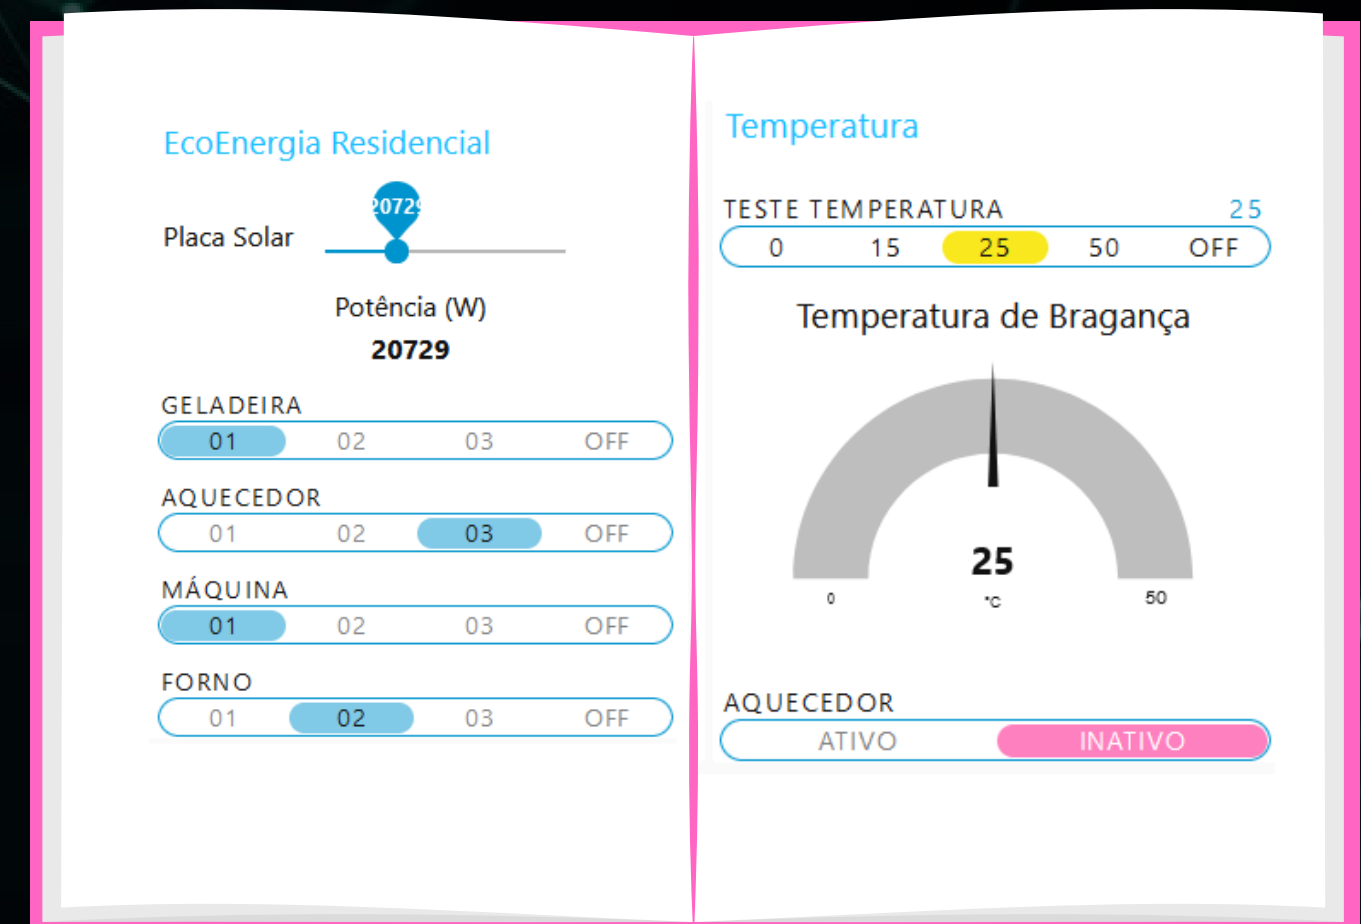 EcoEnergia Residencial
20729
Placa Solar
Potência (W)
20729
GELADEIRA
01 02 03 OFF
AQUECEDOR
01 02 03 OFF
MÁQUINA
01 02 03 OFF
FORNO
01 02 03 OFF
Temperatura
TESTE TEMPERATURA 25
0 15 25 50 OFF
Temperatura de Bragança
25
0 °C 50
AQUECEDOR
ATIVO INATIVO